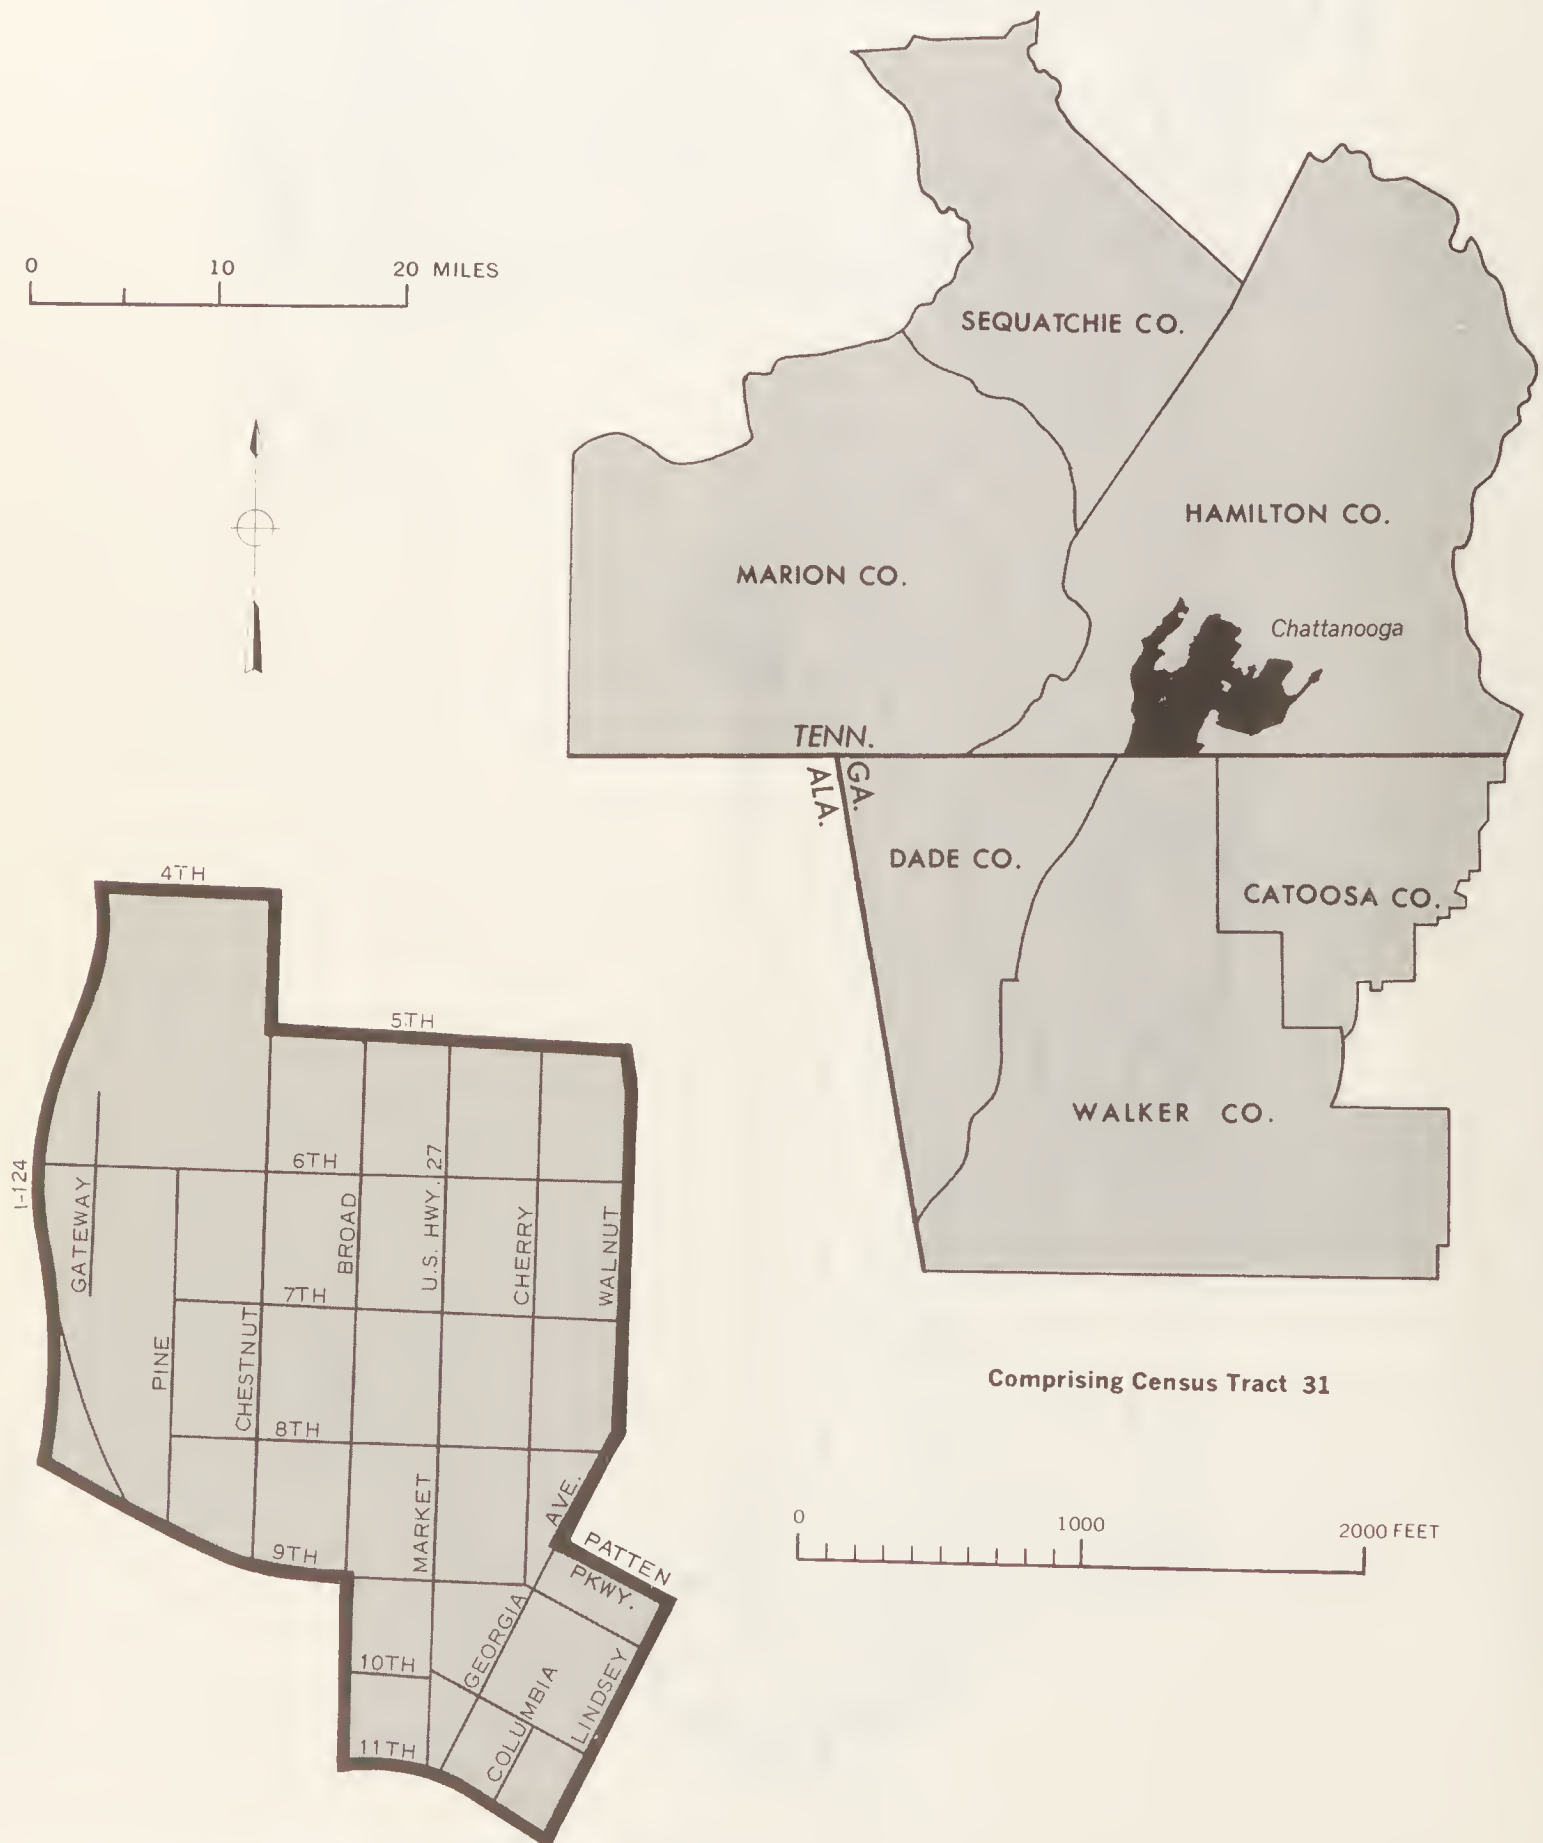 0 10 20 MILES
SEQUATCHIE CO.
HAMILTON CO.
MARION CO.
Chattanooga
TENN.
GA.
ALA.
DADE CO.
CATOOSA CO.
WALKER CO.
4TH
5TH
6TH
I-124
GATEWAY
BROAD
U.S. HWY. 27
CHERRY
WALNUT
7TH
PINE
CHESTNUT
8TH
MARKET
AVE.
9TH
PATTEN
PKWY.
GEORGIA
10TH
COLUMBIA
LINDSEY
11TH
Comprising Census Tract 31
0 1000 2000 FEET